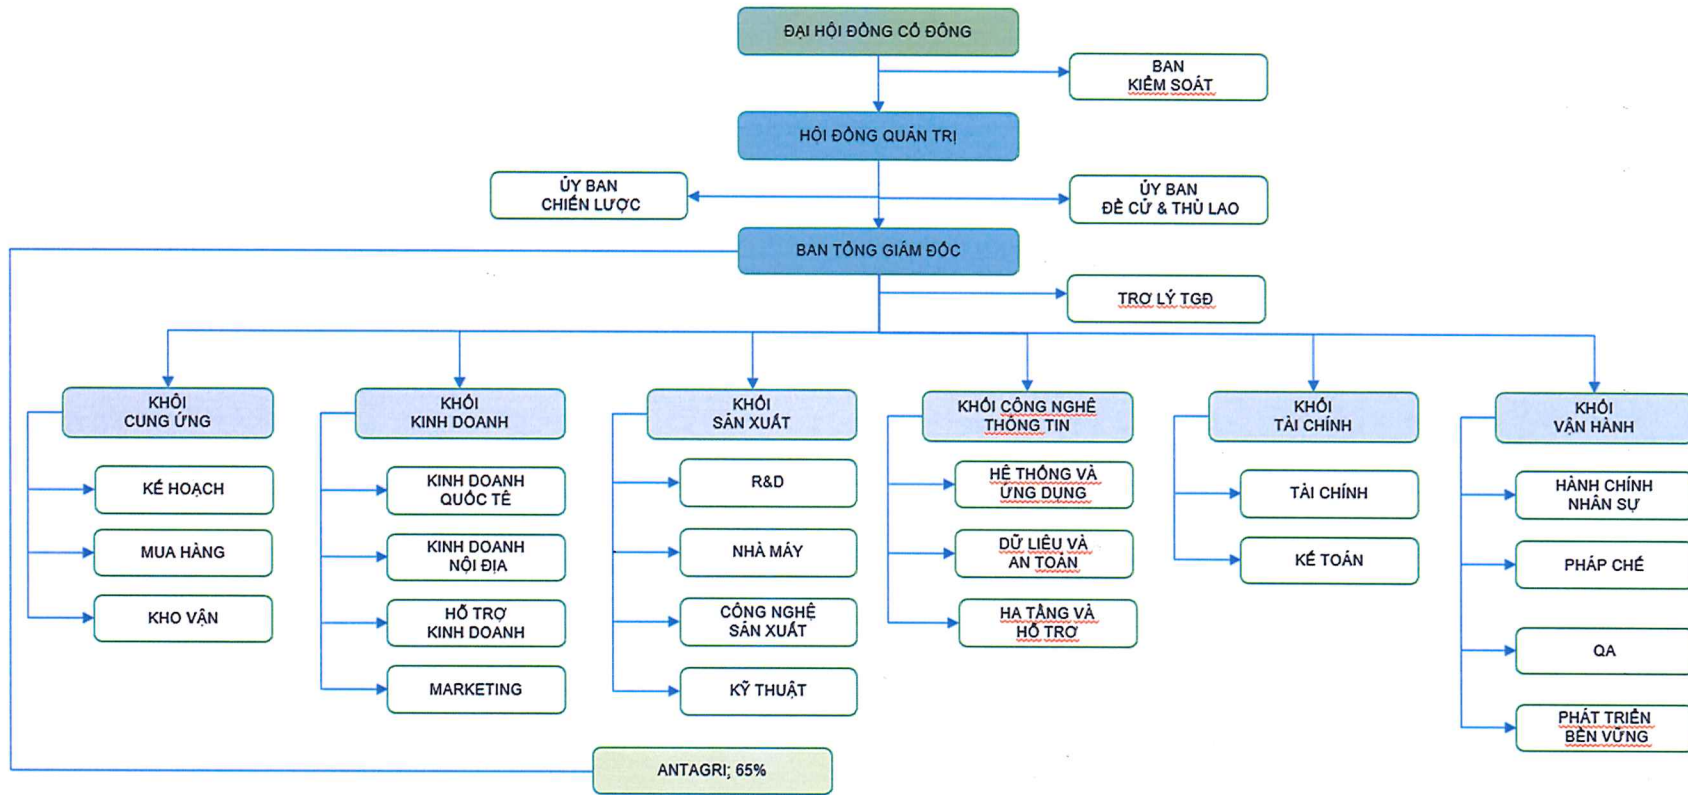 ĐẠI HỘI ĐỒNG CỔ ĐÔNG
BAN
KIỂM SOÁT
HỘI ĐỒNG QUẢN TRỊ
ỦY BAN
CHIẾN LƯỢC
ỦY BAN
ĐỀ CỬ & THÙ LAO
BAN TỔNG GIÁM ĐỐC
TRỢ LÝ TGĐ
KHỐI
CUNG ỨNG
KHỐI
KINH DOANH
KHỐI
SẢN XUẤT
KHỐI CÔNG NGHỆ
THÔNG TIN
KHỐI
TÀI CHÍNH
KHỐI
VẬN HÀNH
KẾ HOẠCH
MUA HÀNG
KHO VẬN
KINH DOANH
QUỐC TẾ
KINH DOANH
NỘI ĐỊA
HỖ TRỢ
KINH DOANH
MARKETING
R&D
NHÀ MÁY
CÔNG NGHỆ
SẢN XUẤT
KỸ THUẬT
HỆ THỐNG VÀ
ỨNG DỤNG
DỮ LIỆU VÀ
AN TOÀN
HẠ TẦNG VÀ
HỖ TRỢ
TÀI CHÍNH
KẾ TOÁN
HÀNH CHÍNH
NHÂN SỰ
PHÁP CHẾ
QA
PHÁT TRIỂN
BỀN VỮNG
ANTAGRI; 65%